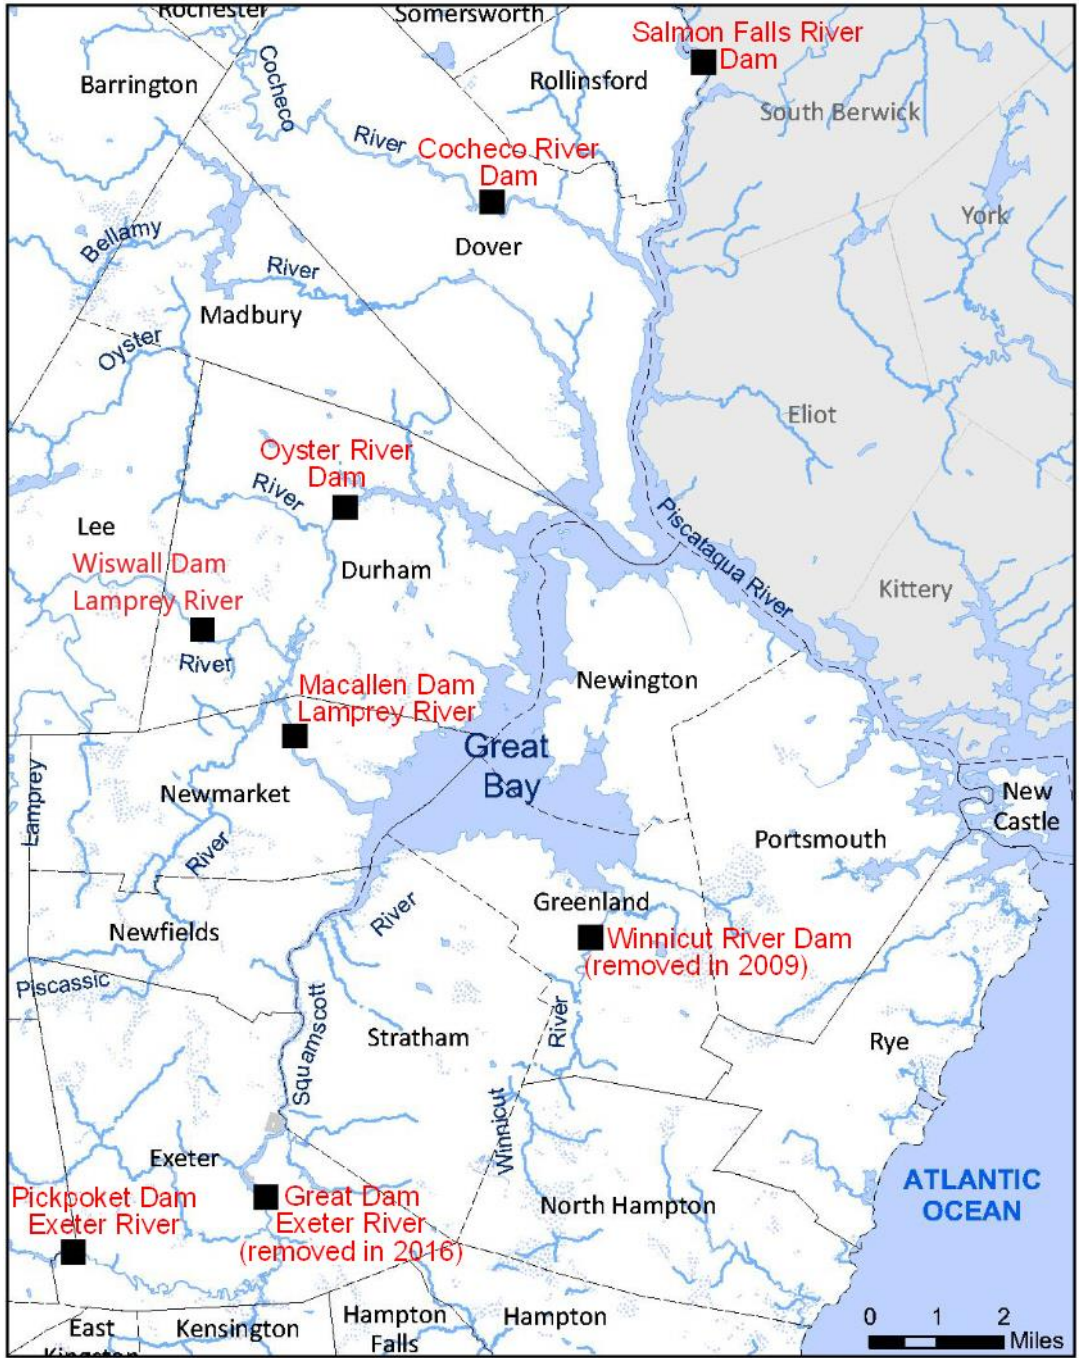 Rochester
Somersworth
Salmon Falls River
Dam
Barrington
Cocheco
Rollinsford
South Berwick
River
Cocheco River
Dam
York
Bellamy
Dover
River
Madbury
Oyster
Eliot
Oyster River
Dam
River
Lee
Piscataqua River
Wiswall Dam
Lamprey River
Durham
Kittery
River
Macallen Dam
Lamprey River
Newington
Great
Bay
Lamprey
Newmarket
New
Castle
River
Portsmouth
River
Greenland
Newfields
Winnicut River Dam
(removed in 2009)
Piscassic
Squamscott
River
Stratham
Rye
Winnicut
Exeter
ATLANTIC
OCEAN
Pickpoket Dam
Exeter River
Great Dam
Exeter River
(removed in 2016)
North Hampton
East
Kingston
Kensington
Hampton
Falls
Hampton
0 1 2
Miles